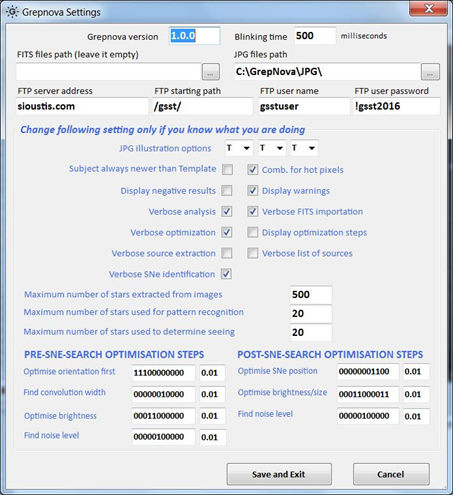 Grepnova Settings
Grepnova version 1.0.0 Blinking time 500 milliseconds
FITS files path (leave it empty) JPG files path
... C:\GrepNova\JPG\ ...
FTP server address FTP starting path FTP user name FTP user password
sioustis.com /gsst/ gsstuser !gsst2016
Change following setting only if you know what you are doing
JPG illustration options T T T
Subject always newer than Template Comb. for hot pixels
Display negative results Display warnings
Verbose analysis Verbose FITS importation
Verbose optimization Display optimization steps
Verbose source extraction Verbose list of sources
Verbose SNe identification
Maximum number of stars extracted from images 500
Maximum number of stars used for pattern recognition 20
Maximum number of stars used to determine seeing 20
PRE-SNE-SEARCH OPTIMISATION STEPS POST-SNE-SEARCH OPTIMISATION STEPS
Optimise orientation first 11100000000 0.01 Optimise SNe position 00000001100 0.01
Find convolution width 00000010000 0.01 Optimise brightness/size 00011000011 0.01
Optimise brightness 00011000000 0.01 Find noise level 00000100000 0.01
Find noise level 00000100000 0.01
Save and Exit Cancel